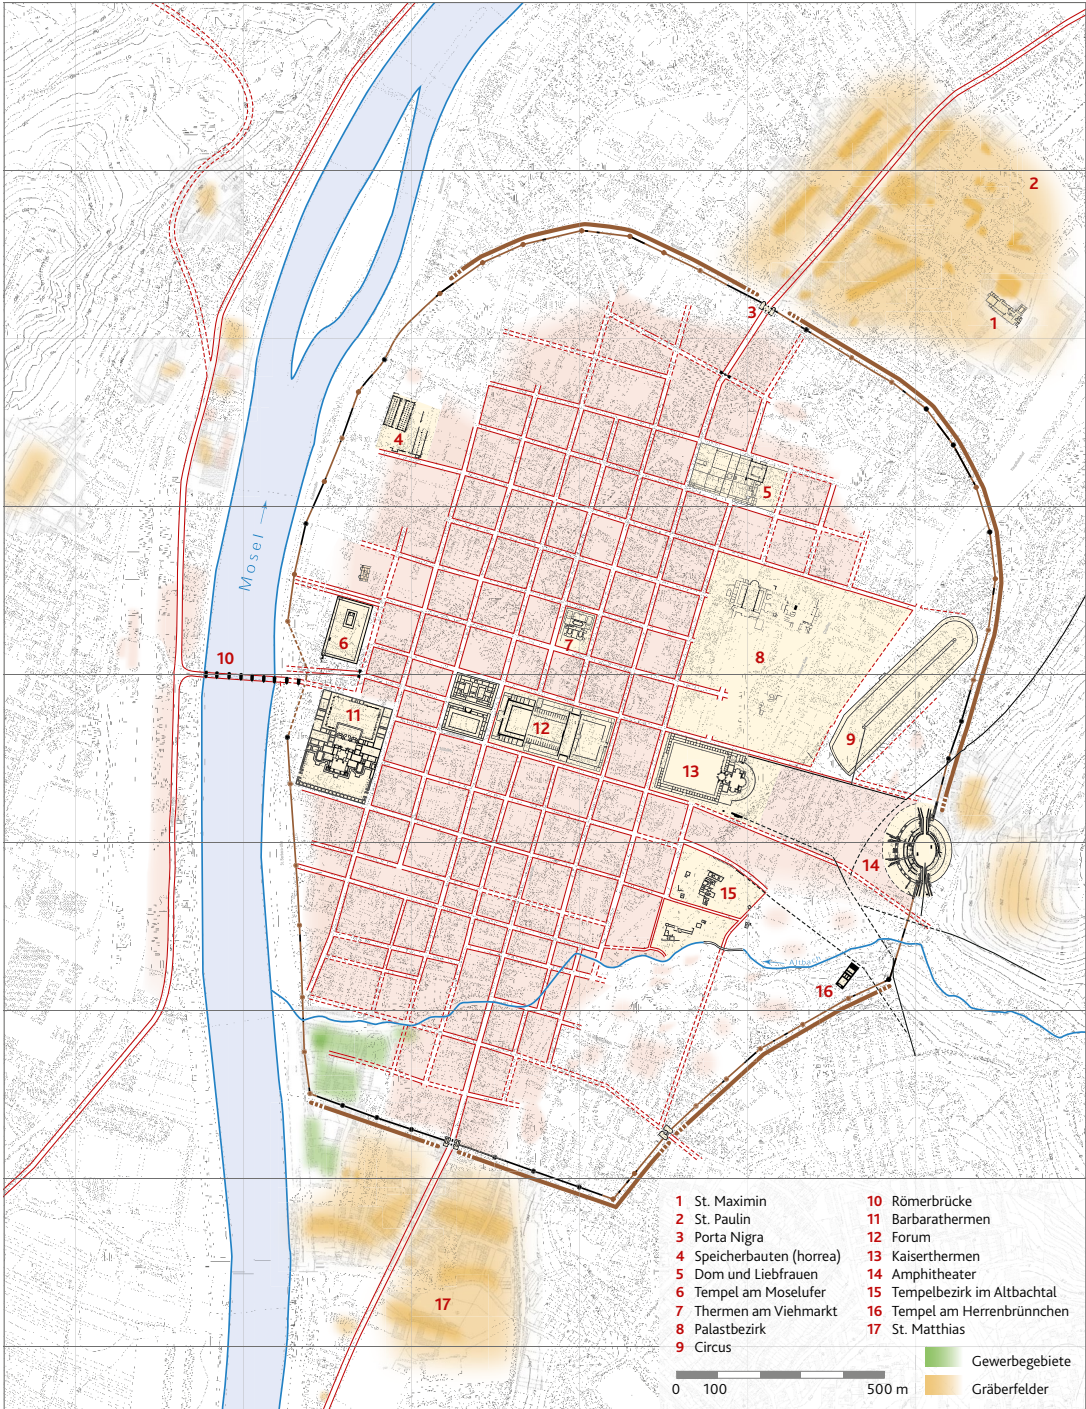 2
1
3
4
5
Mosel →
6
7
8
10
11
12
9
13
14
15
← Altbach
16
17
1 St. Maximin
2 St. Paulin
3 Porta Nigra
4 Speicherbauten (horrea)
5 Dom und Liebfrauen
6 Tempel am Moselufer
7 Thermen am Viehmarkt
8 Palastbezirk
9 Circus
10 Römerbrücke
11 Barbarathermen
12 Forum
13 Kaiserthermen
14 Amphitheater
15 Tempelbezirk im Altbachtal
16 Tempel am Herrenbrünnchen
17 St. Matthias
0 100 500 m
Gewerbegebiete
Gräberfelder